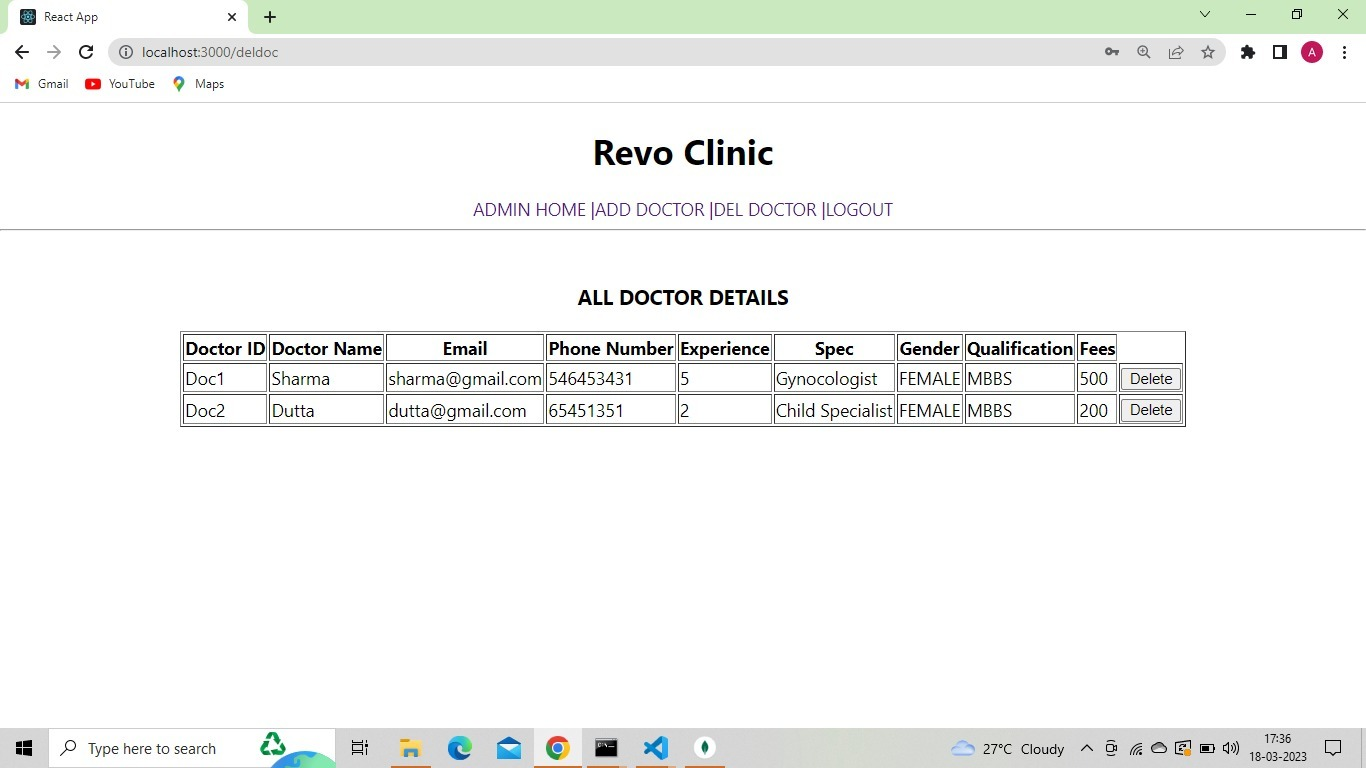 React App
localhost:3000/deldoc
A
Gmail YouTube Maps
Revo Clinic
ADMIN HOME |ADD DOCTOR |DEL DOCTOR |LOGOUT
ALL DOCTOR DETAILS
Doctor ID Doctor Name Email Phone Number Experience Spec Gender Qualification Fees
Doc1 Sharma sharma@gmail.com 546453431 5 Gynocologist FEMALE MBBS 500 Delete
Doc2 Dutta dutta@gmail.com 65451351 2 Child Specialist FEMALE MBBS 200 Delete
Type here to search 27°C Cloudy 17:36
18-03-2023